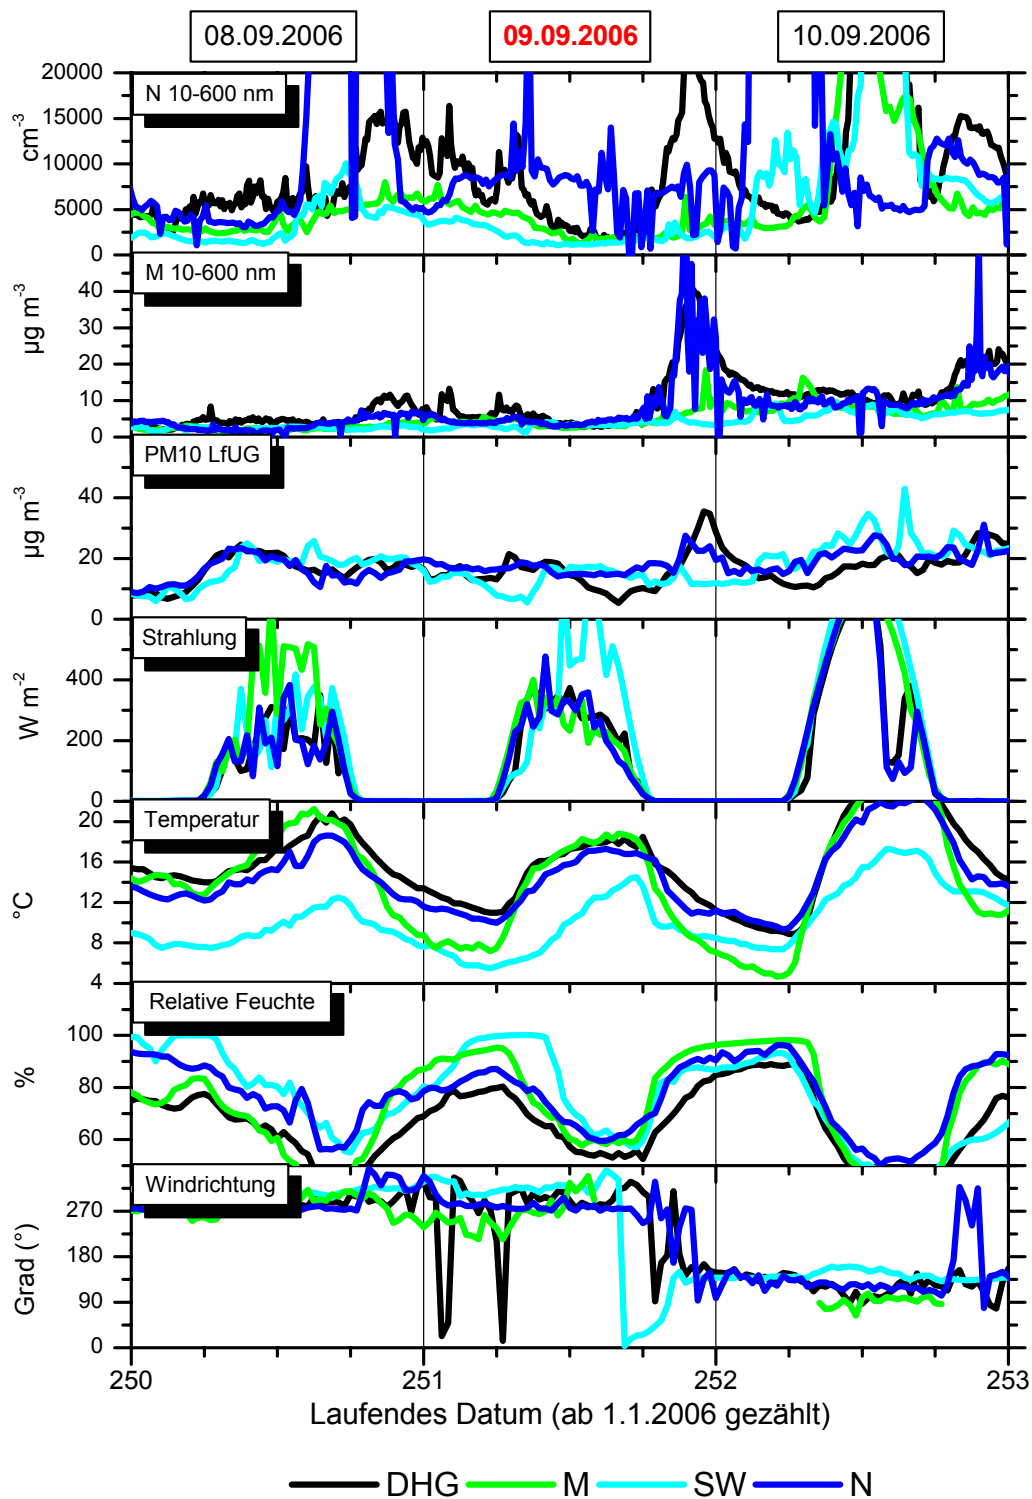 08.09.2006 09.09.2006 10.09.2006
N 10-600 nm
cm-3
20000
15000
10000
5000
0
M 10-600 nm
µg m-3
40
30
20
10
0
PM10 LfUG
µg m-3
40
20
0
Strahlung
W m-2
400
200
0
Temperatur
°C
20
16
12
8
4
Relative Feuchte
%
100
80
60
Windrichtung
Grad (°)
270
180
90
0
250 251 252 253
Laufendes Datum (ab 1.1.2006 gezählt)
DHG M SW N